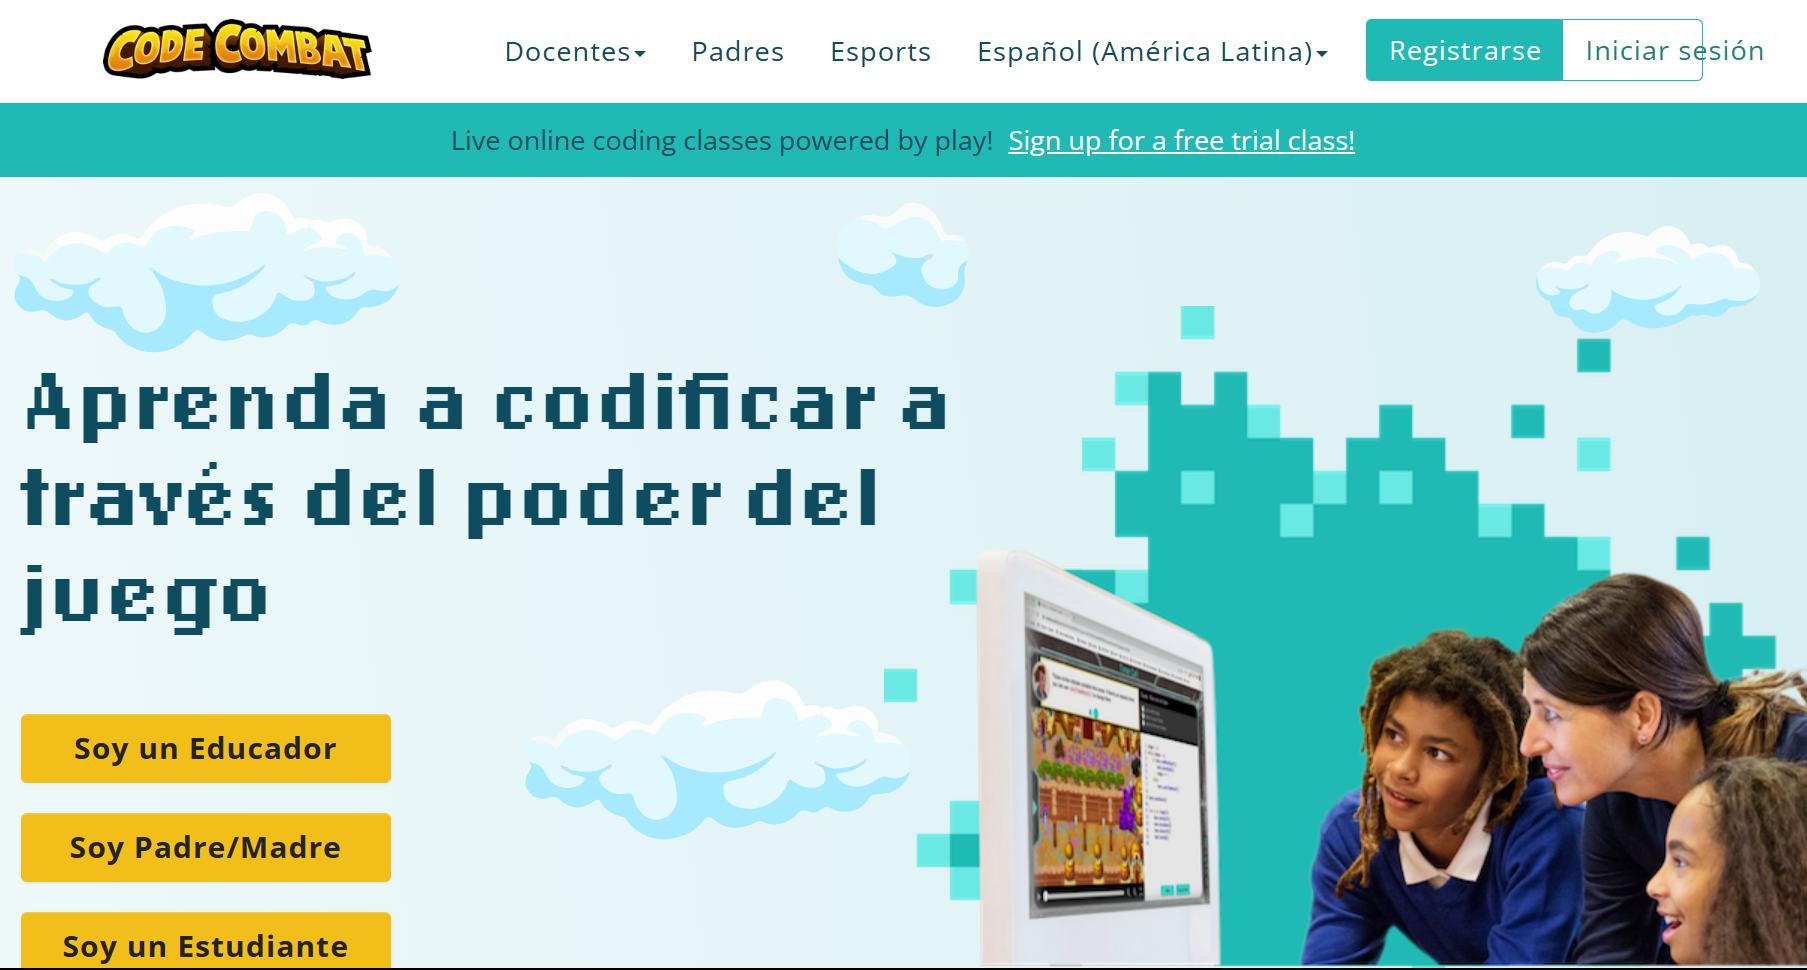 CODE COMBAT
Docentes Padres Esports Español (América Latina) Registrarse Iniciar sesión
Live online coding classes powered by play! Sign up for a free trial class!
Aprenda a codificar a
través del poder del
juego
Soy un Educador
Soy Padre/Madre
Soy un Estudiante